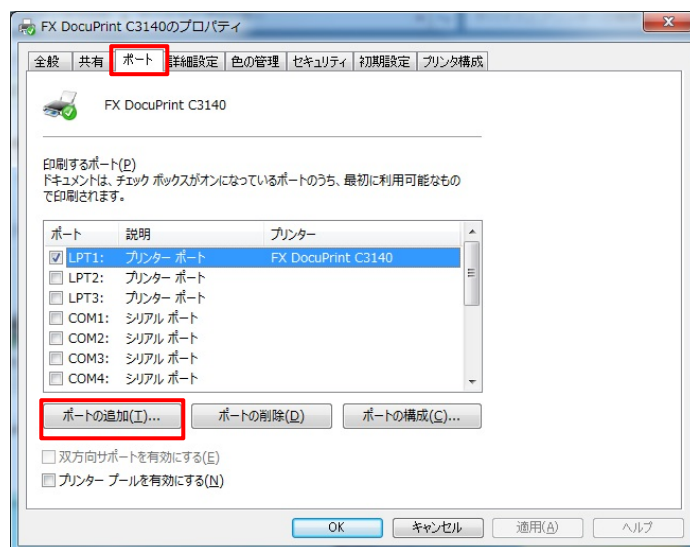 FX DocuPrint C3140のプロパティ
全般 共有 ポート 詳細設定 色の管理 セキュリティ 初期設定 プリンタ構成
FX DocuPrint C3140
印刷するポート(P)
ドキュメントは、チェック ボックスがオンになっているポートのうち、最初に利用可能なもの
で印刷されます。
ポート 説明 プリンター
LPT1: プリンター ポート FX DocuPrint C3140
LPT2: プリンター ポート
LPT3: プリンター ポート
COM1: シリアル ポート
COM2: シリアル ポート
COM3: シリアル ポート
COM4: シリアル ポート
ポートの追加(T)... ポートの削除(D) ポートの構成(C)...
双方向サポートを有効にする(E)
プリンター プールを有効にする(N)
OK キャンセル 適用(A) ヘルプ